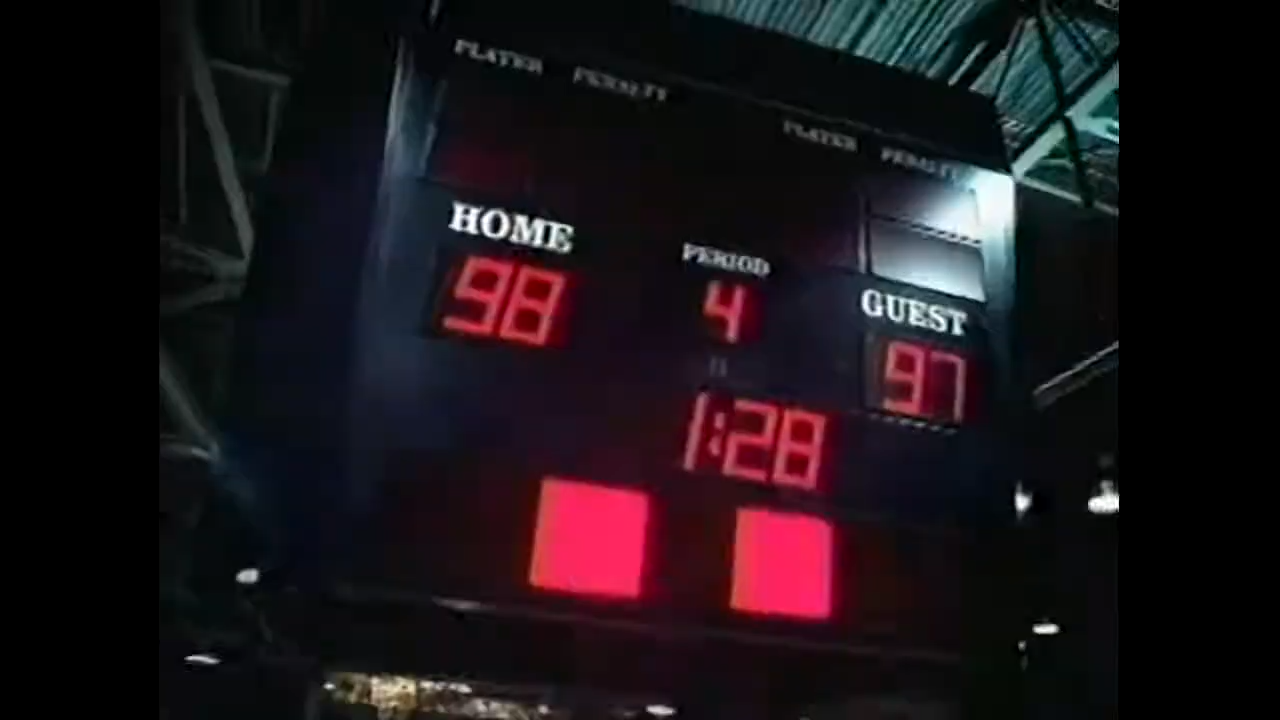 PLAYER PENALTY
PLAYER PENALTY
HOME
PERIOD
GUEST
98
4
97
1:28